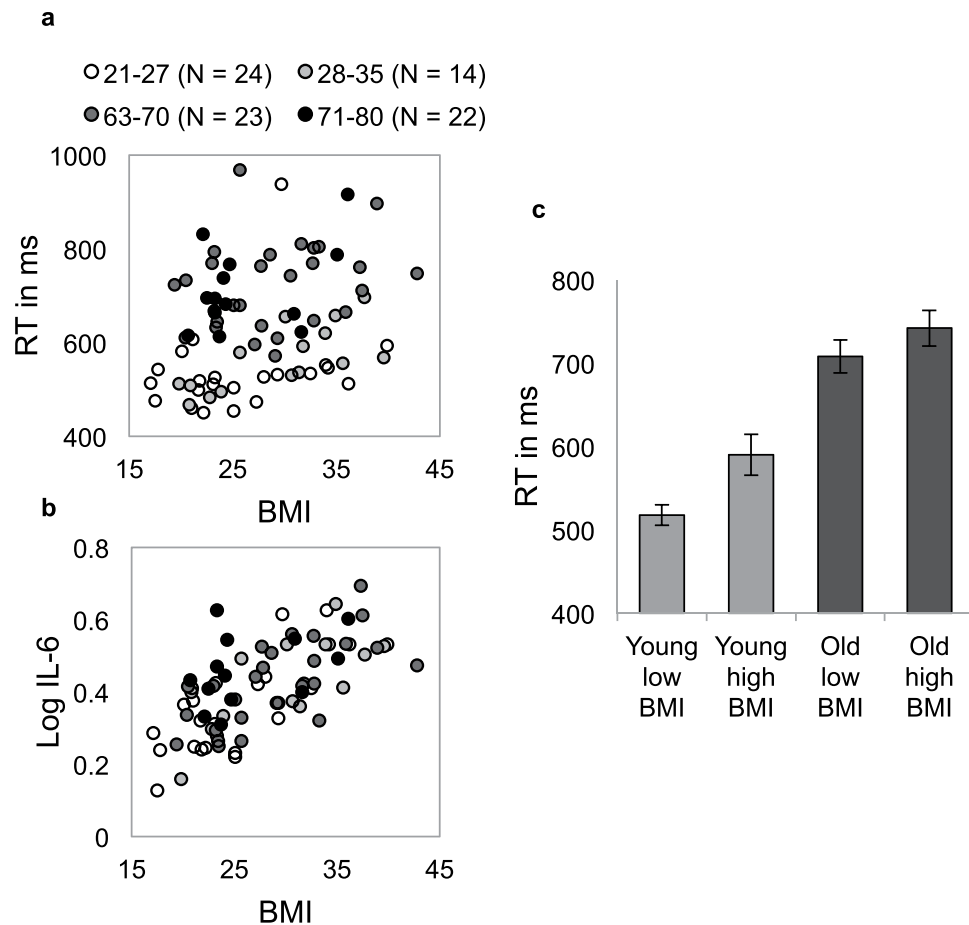 a
21-27 (N = 24) 28-35 (N = 14)
63-70 (N = 23) 71-80 (N = 22)
1000
800
600
400
RT in ms
15 25 35 45
BMI
b
0.8
0.6
0.4
0.2
0
Log IL-6
15 25 35 45
BMI
c
800
700
600
500
400
RT in ms
Young low BMI
Young high BMI
Old low BMI
Old high BMI